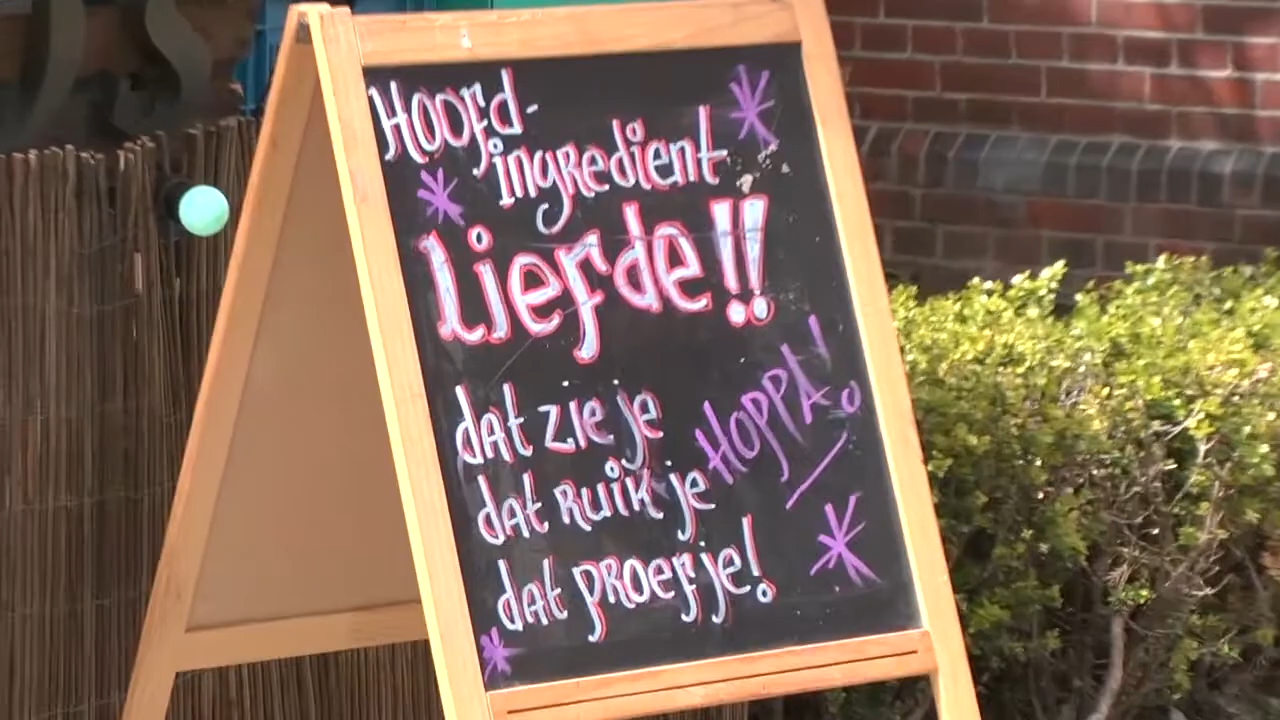 Hoofd-
ingredient
Liefde!!
dat zie je
HOPPA!
dat ruik je
dat proef je!